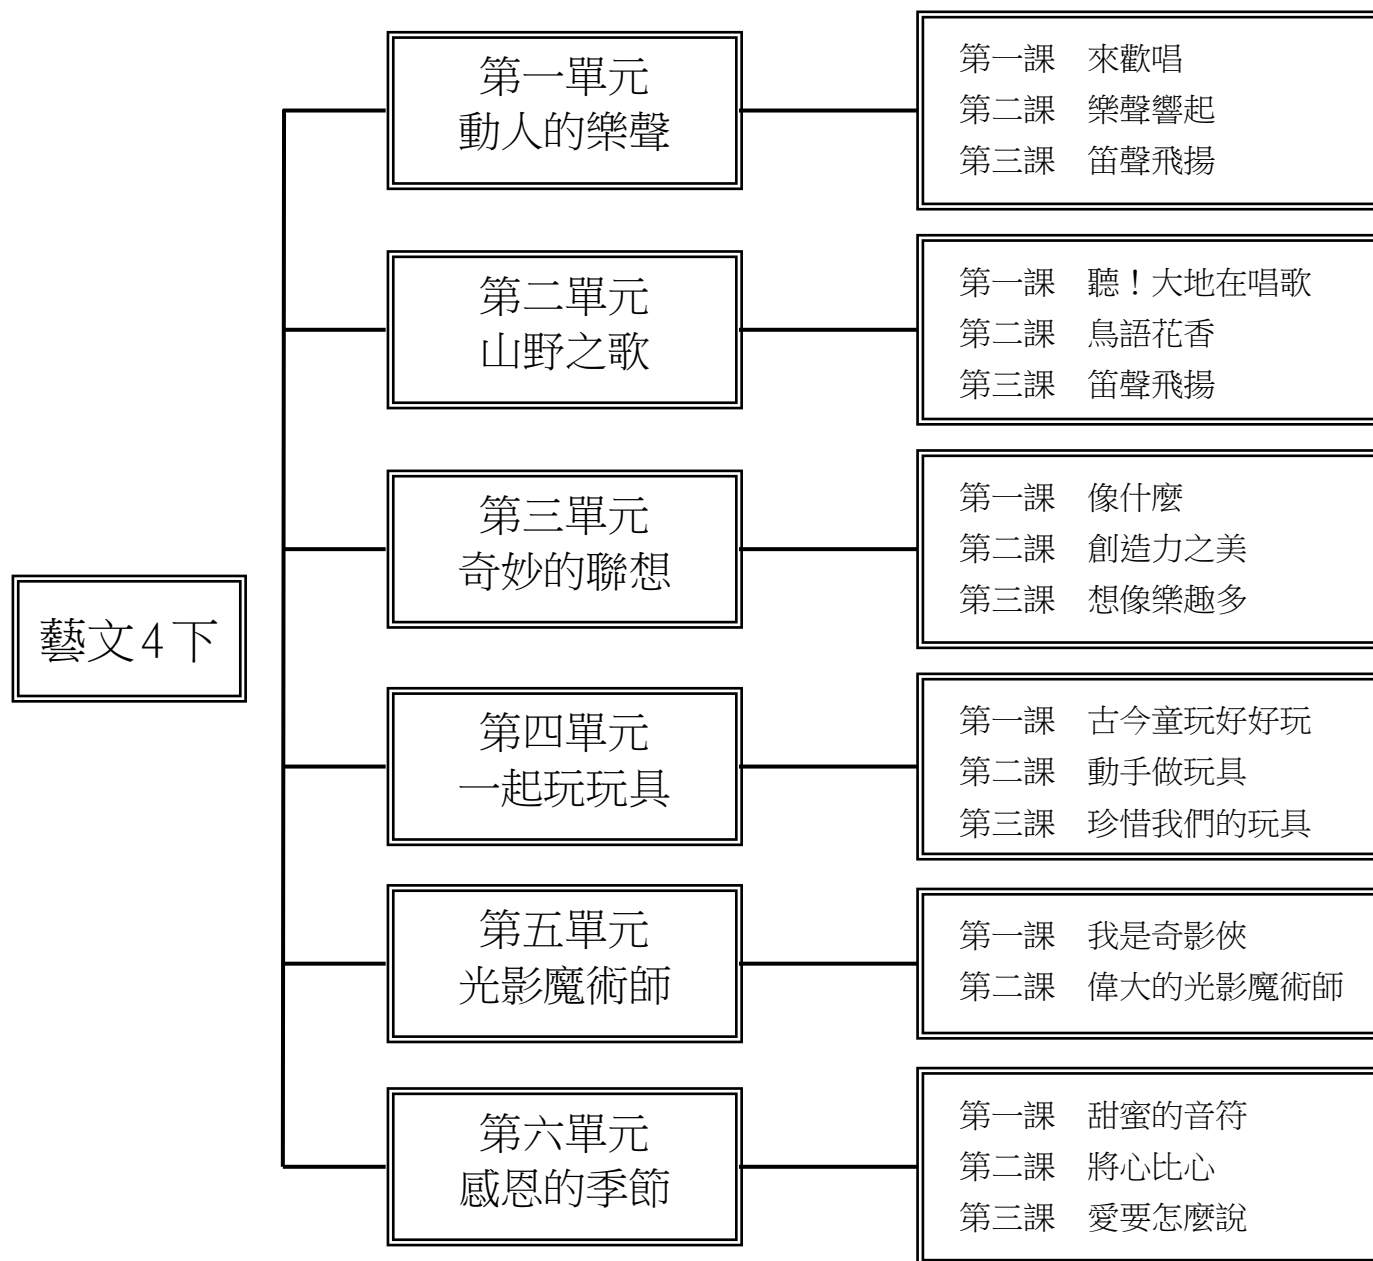 藝文4下
第一單元
動人的樂聲
第一課　來歡唱
第二課　樂聲響起
第三課　笛聲飛揚
第二單元
山野之歌
第一課　聽！大地在唱歌
第二課　鳥語花香
第三課　笛聲飛揚
第三單元
奇妙的聯想
第一課　像什麼
第二課　創造力之美
第三課　想像樂趣多
第四單元
一起玩玩具
第一課　古今童玩好好玩
第二課　動手做玩具
第三課　珍惜我們的玩具
第五單元
光影魔術師
第一課　我是奇影俠
第二課　偉大的光影魔術師
第六單元
感恩的季節
第一課　甜蜜的音符
第二課　將心比心
第三課　愛要怎麼說